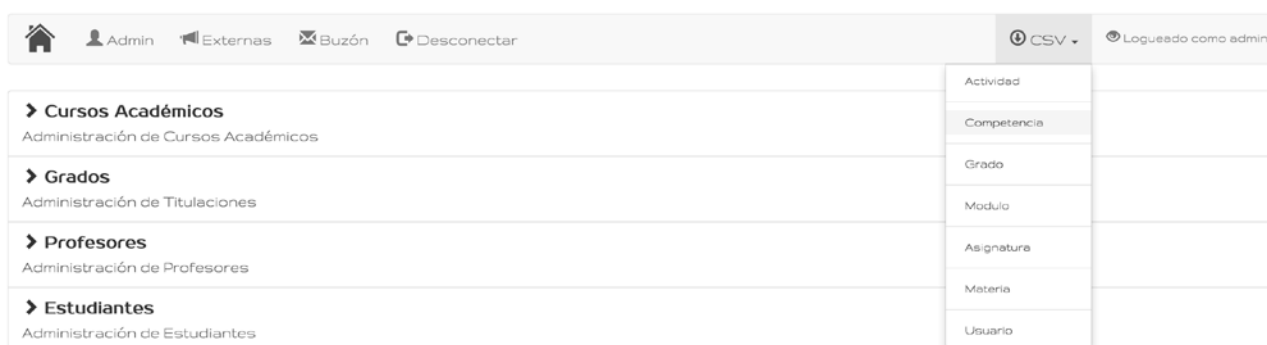 Admin Externas Buzón Desconectar CSV Logueado como admin
Actividad
Competencia
Grado
Modulo
Asignatura
Materia
Usuario
Cursos Académicos
Administración de Cursos Académicos
Grados
Administración de Titulaciones
Profesores
Administración de Profesores
Estudiantes
Administración de Estudiantes